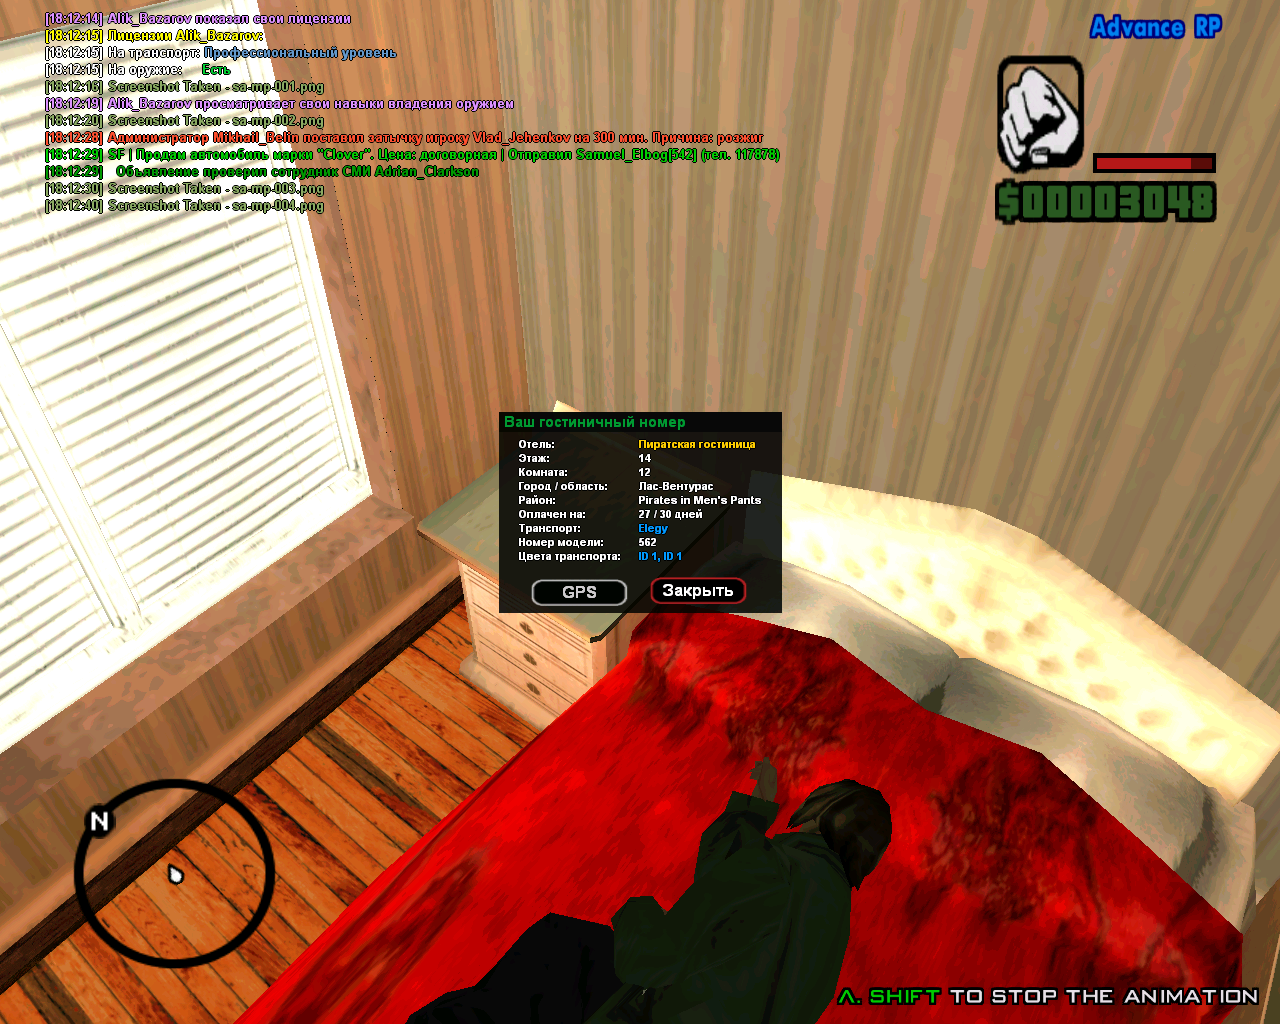 [18:12:14] Alik_Bazarov показал свои лицензии
[18:12:15] Лицензии Alik_Bazarov:
[18:12:15] На транспорт: Профессиональный уровень
[18:12:15] На оружие: Есть
[18:12:16] Screenshot Taken - sa-mp-001.png
[18:12:19] Alik_Bazarov просматривает свои навыки владения оружием
[18:12:20] Screenshot Taken - sa-mp-002.png
[18:12:28] Администратор Mikhail_Belin поставил затычку игроку Vlad_Jehenkov на 300 мин. Причина: розжиг
[18:12:29] SF | Продам автомобиль марки "Clover". Цена: договорная | Отправил Samuel_Elbog[542] (тел. 117878)
[18:12:29] Объявление проверил сотрудник СМИ Adrian_Clarkson
[18:12:30] Screenshot Taken - sa-mp-003.png
[18:12:40] Screenshot Taken - sa-mp-004.png
Advance RP
$00003048
Ваш гостиничный номер
Отель: Пиратская гостиница
Этаж: 14
Комната: 12
Город / область: Лас-Вентурас
Район: Pirates in Men's Pants
Оплачен на: 27 / 30 дней
Транспорт: Elegy
Номер модели: 562
Цвета транспорта: ID 1, ID 1
GPS Закрыть
N
Л. SHIFT TO STOP THE ANIMATION